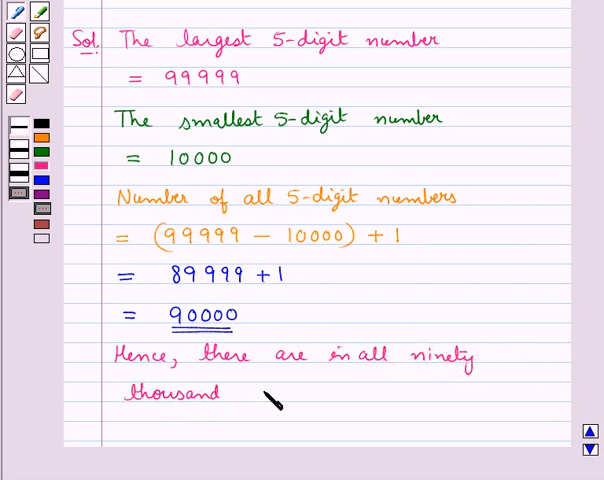 Sol. The largest 5-digit number
= 99999
The smallest 5-digit number
= 10000
Number of all 5-digit numbers
= (99999 - 10000) + 1
= 89999 + 1
= 90000
Hence, there are in all ninety
thousand